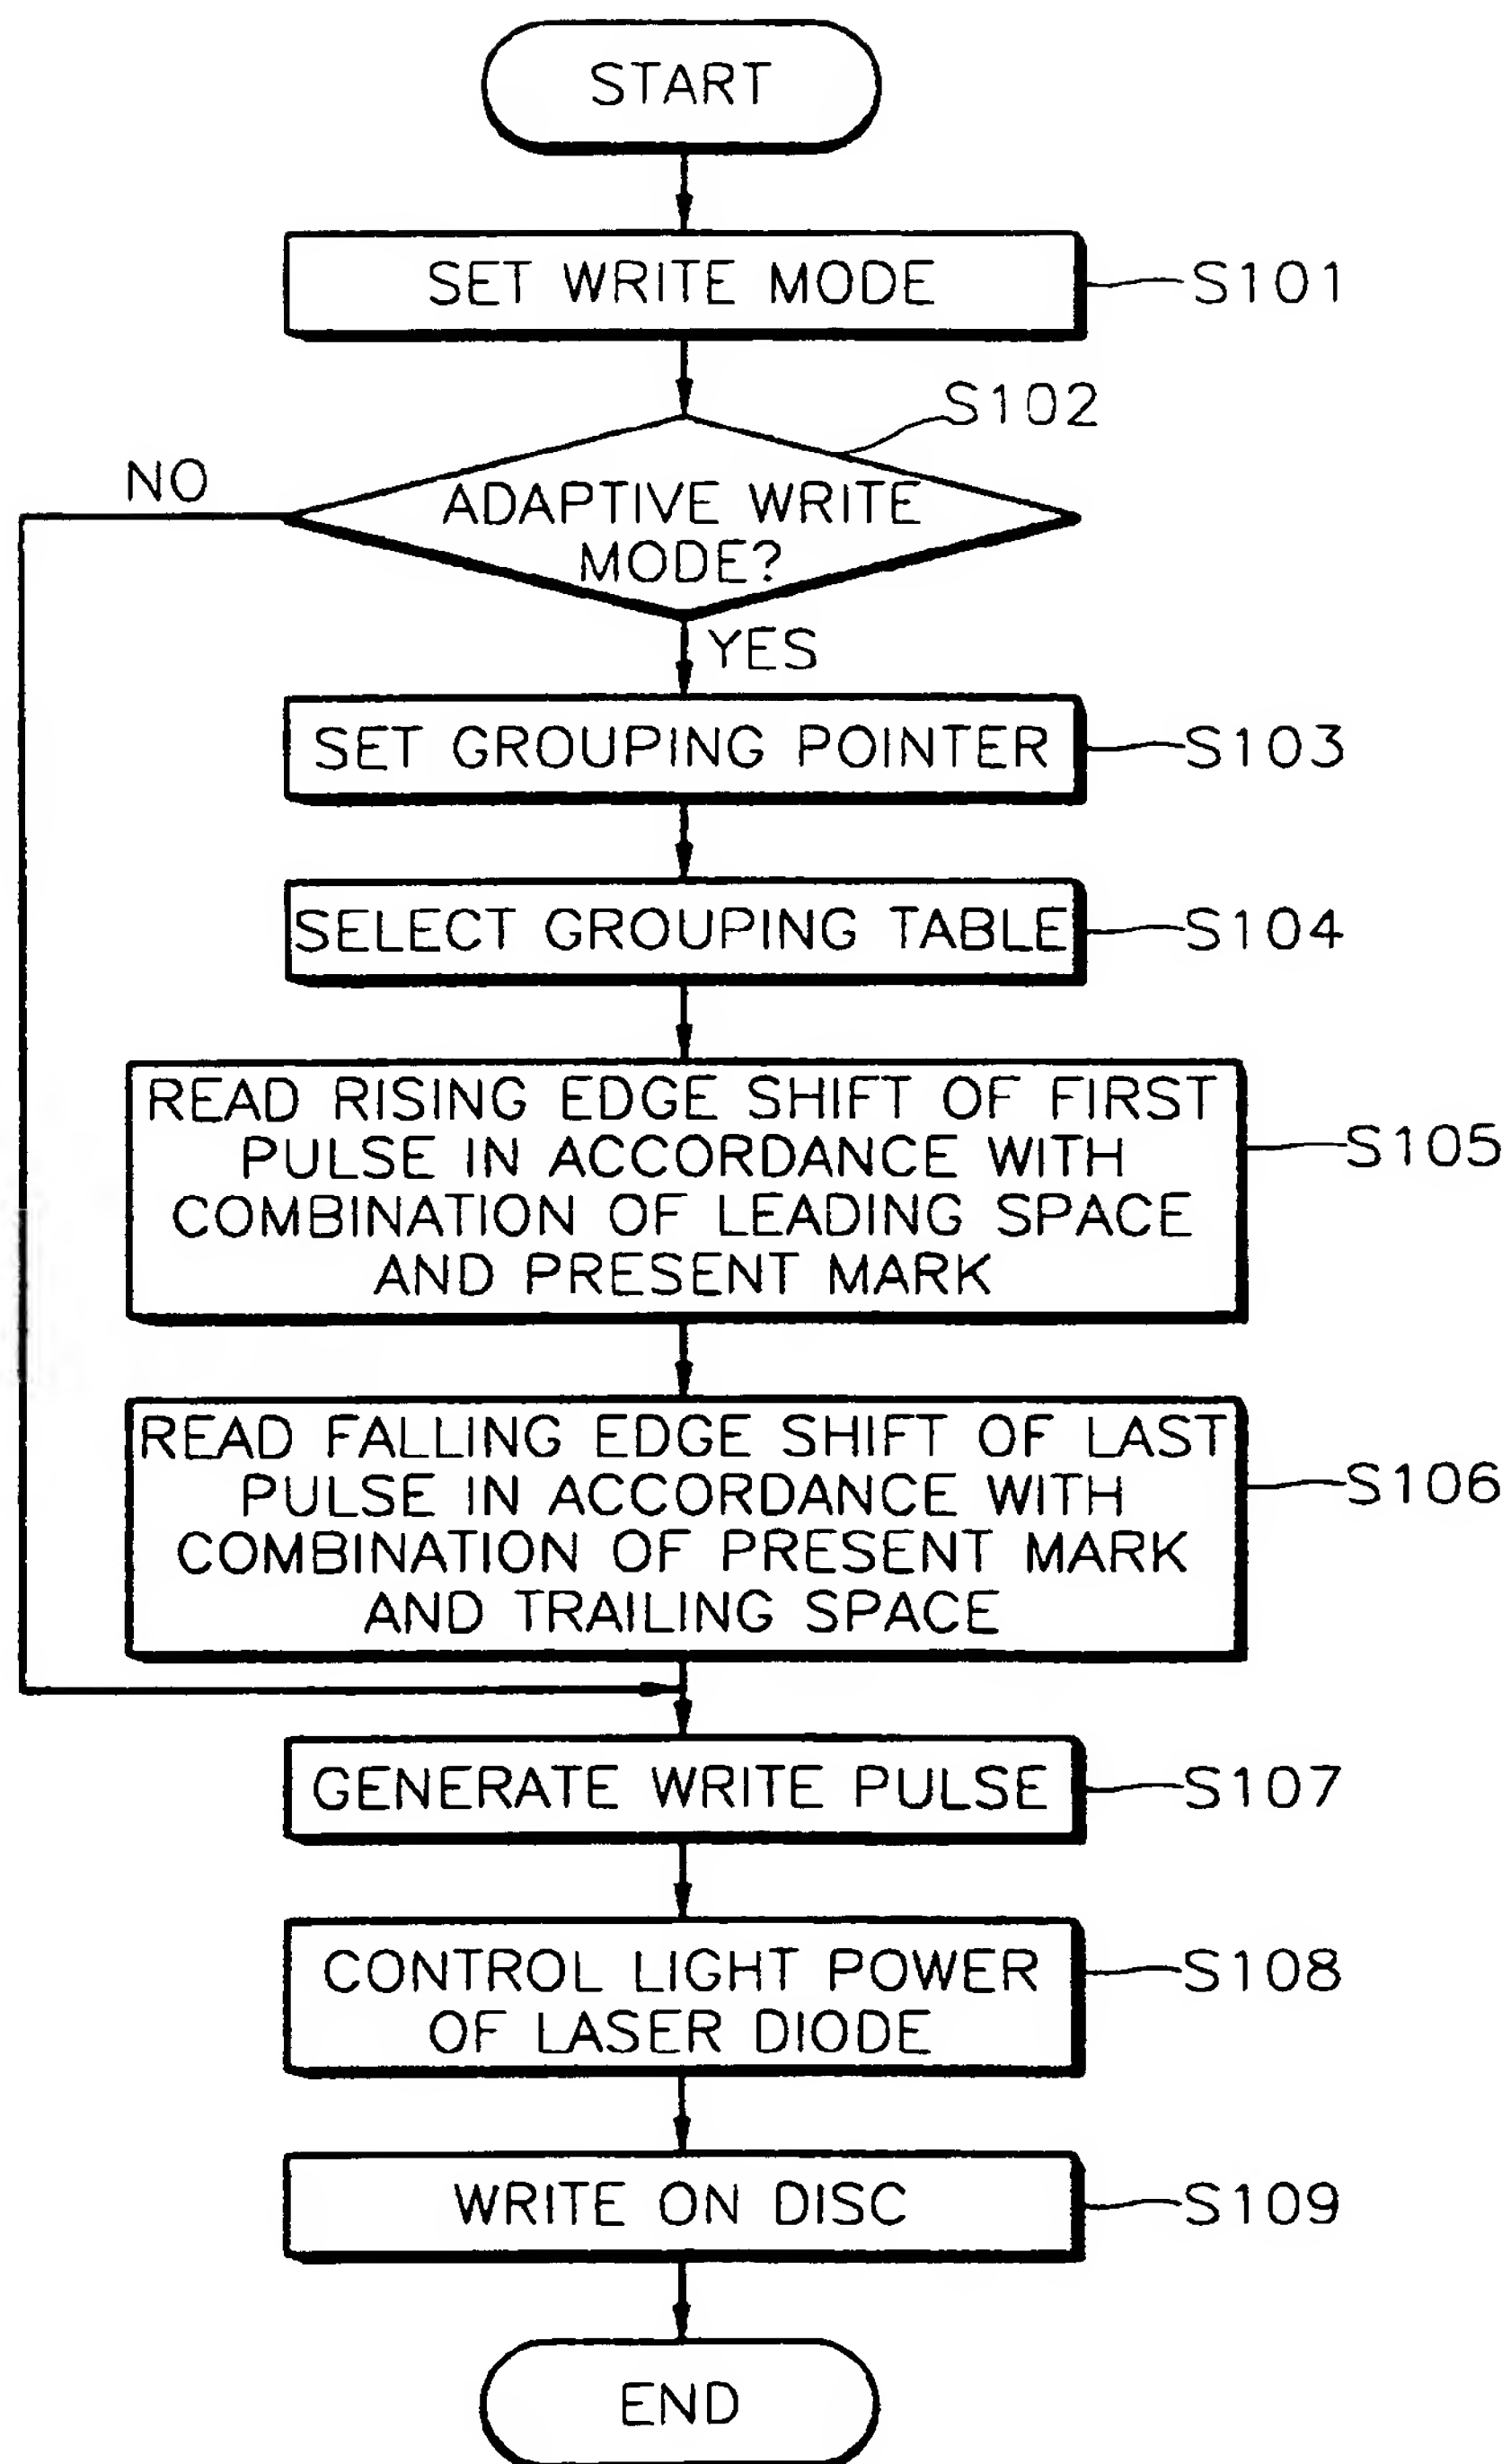 START
SET WRITE MODE
S101
S102
NO
ADAPTIVE WRITE
MODE?
YES
SET GROUPING POINTER
S103
SELECT GROUPING TABLE
S104
READ RISING EDGE SHIFT OF FIRST
PULSE IN ACCORDANCE WITH
COMBINATION OF LEADING SPACE
AND PRESENT MARK
S105
READ FALLING EDGE SHIFT OF LAST
PULSE IN ACCORDANCE WITH
COMBINATION OF PRESENT MARK
AND TRAILING SPACE
S106
GENERATE WRITE PULSE
S107
CONTROL LIGHT POWER
OF LASER DIODE
S108
WRITE ON DISC
S109
END